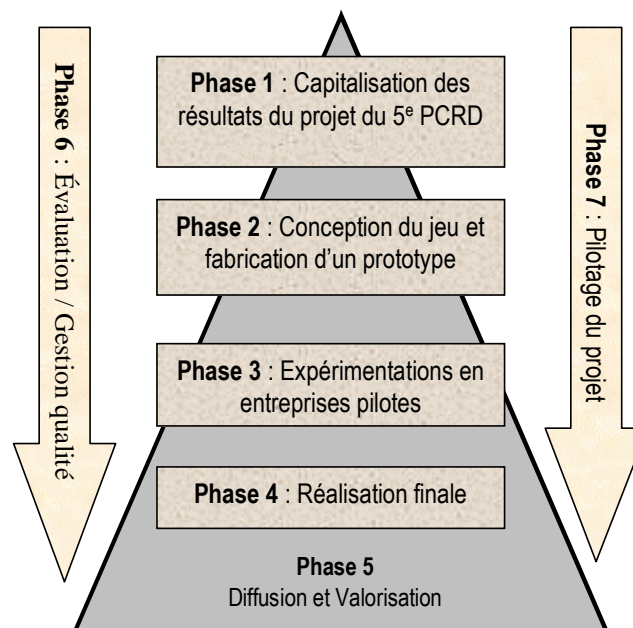 Phase 1 : Capitalisation des
résultats du projet du 5e PCRD
Phase 2 : Conception du jeu et
fabrication d'un prototype
Phase 3 : Expérimentations en
entreprises pilotes
Phase 4 : Réalisation finale
Phase 5
Diffusion et Valorisation
Phase 6 : Évaluation / Gestion qualité
Phase 7 : Pilotage du projet